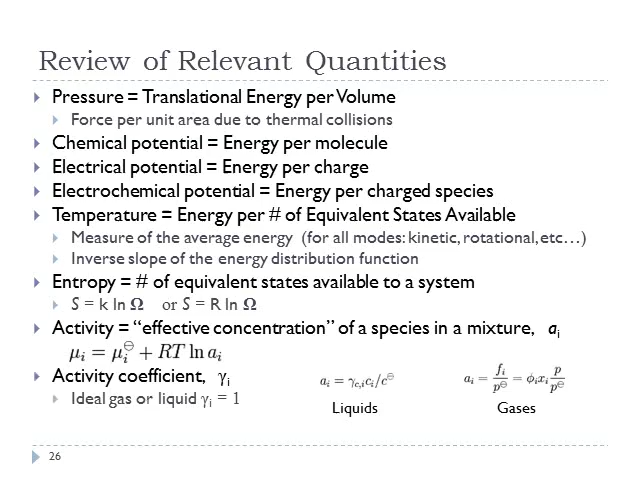 Review of Relevant Quantities
Pressure = Translational Energy per Volume
Force per unit area due to thermal collisions
Chemical potential = Energy per molecule
Electrical potential = Energy per charge
Electrochemical potential = Energy per charged species
Temperature = Energy per # of Equivalent States Available
Measure of the average energy (for all modes: kinetic, rotational, etc…)
Inverse slope of the energy distribution function
Entropy = # of equivalent states available to a system
S = k ln Ω or S = R ln Ω
Activity = “effective concentration” of a species in a mixture, aᵢ
μᵢ = μᵢ⊖ + RT ln aᵢ
Activity coefficient, γᵢ
Ideal gas or liquid γᵢ = 1
aᵢ = γ_c,ᵢ cᵢ/c⊖
Liquids
aᵢ = fᵢ/p⊖ = ϕᵢxᵢ p/p⊖
Gases
26